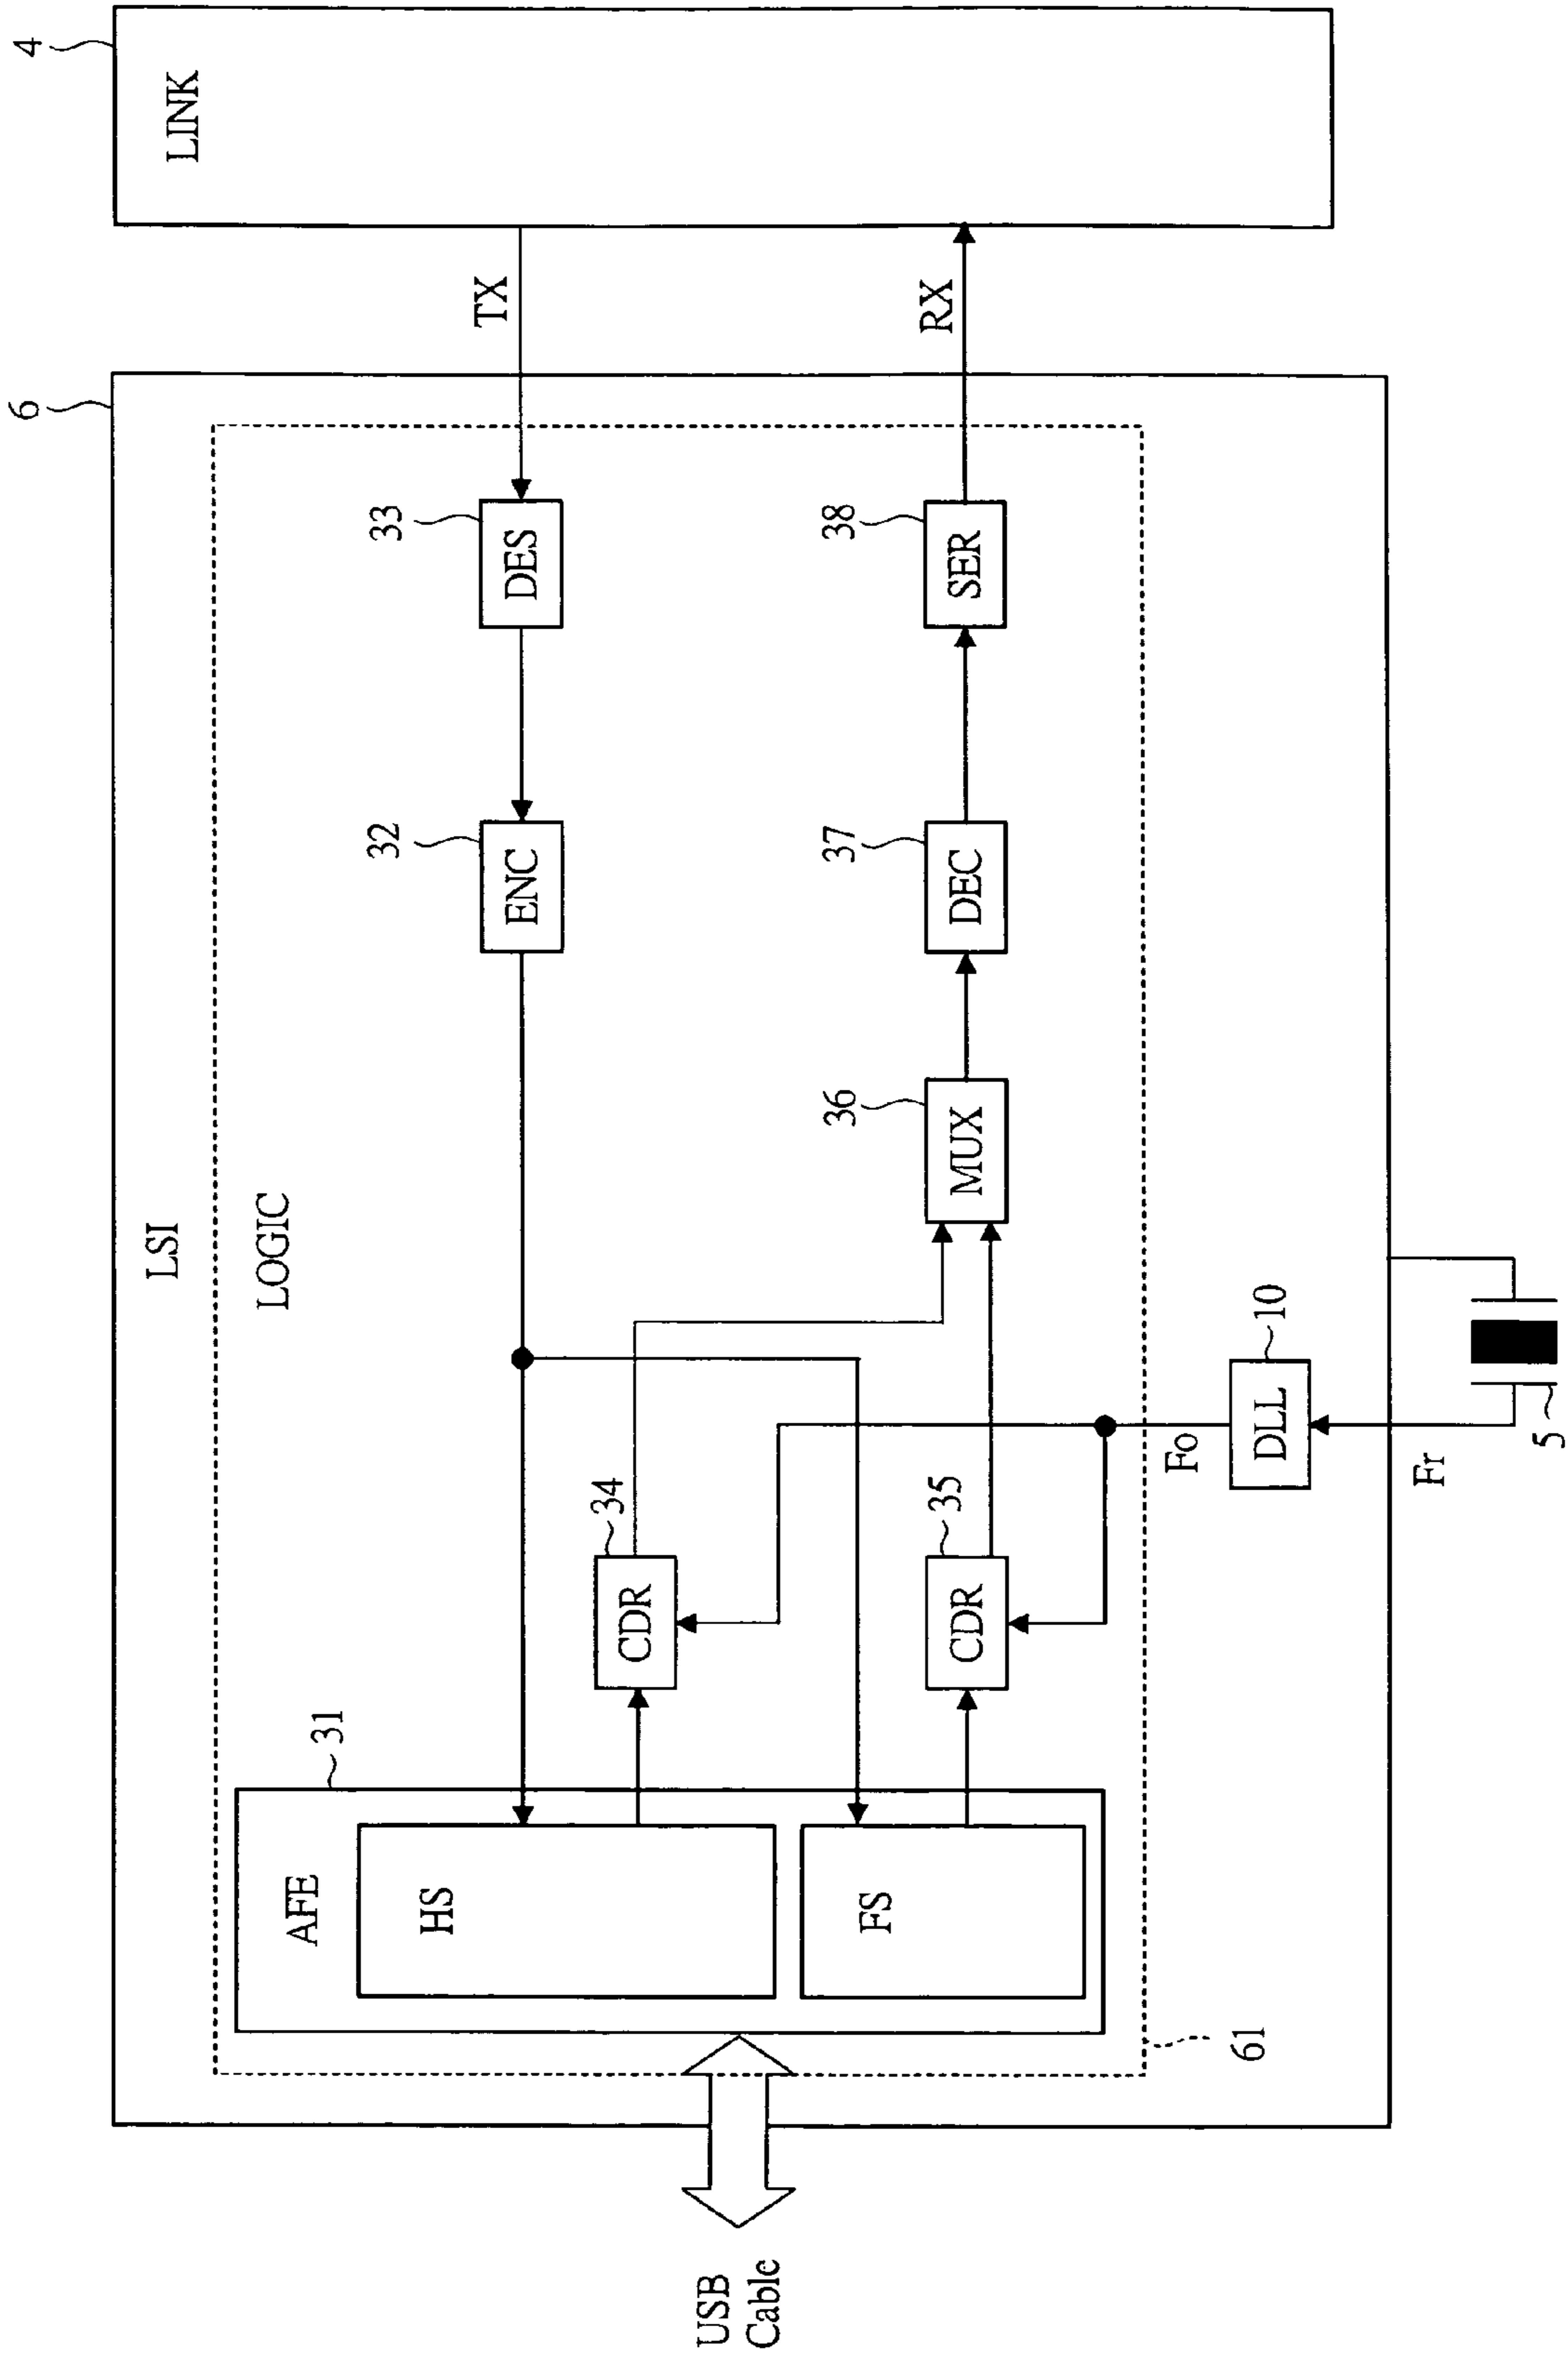 LSI
6
LINK
4
LOGIC
AFE
31
HS
FS
ENC
32
DES
33
TX
CDR
34
CDR
35
MUX
36
DEC
37
SER
38
RX
61
Fo
DLL
10
Fr
5
USB
Cable